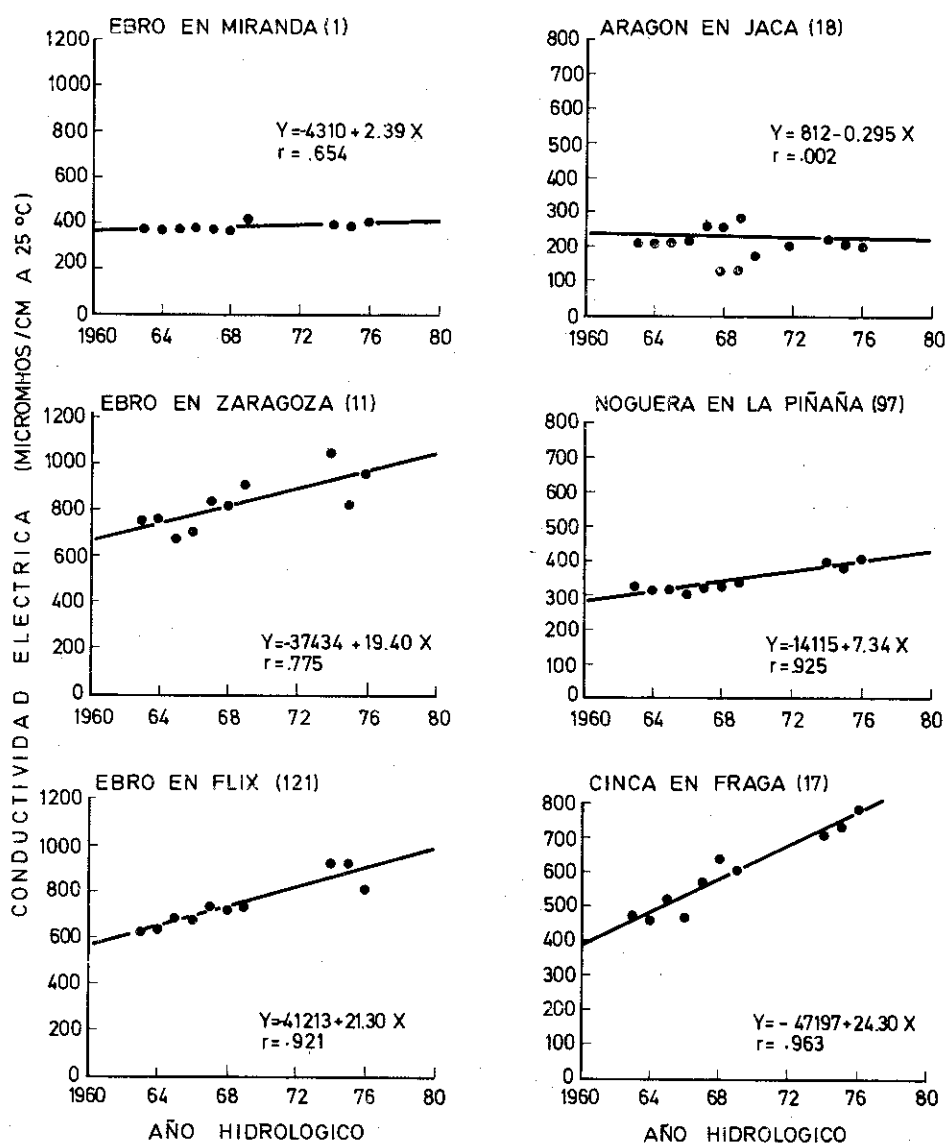 CONDUCTIVIDAD ELECTRICA (MICROMHOS/CM A 25 ºC)
EBRO EN MIRANDA (1)
1200
1000
800
600
400
200
0
Y=-4310 + 2.39 X
r = .654
1960 64 68 72 76 80
ARAGON EN JACA (18)
800
700
600
500
400
300
200
100
0
Y = 812-0.295 X
r = .002
1960 64 68 72 76 80
EBRO EN ZARAGOZA (11)
1200
1000
800
600
400
200
0
Y=-37434 +19.40 X
r= .775
1960 64 68 72 76 80
NOGUERA EN LA PIÑAÑA (97)
800
700
600
500
400
300
200
100
0
Y=-14115+7.34 X
r=.925
1960 64 68 72 76 80
EBRO EN FLIX (121)
1200
1000
800
600
400
200
0
Y=-41213+21.30 X
r= .921
1960 64 68 72 76 80
AÑO HIDROLOGICO
CINCA EN FRAGA (17)
800
700
600
500
400
300
200
100
0
Y= - 47197+24.30 X
r= .963
1960 64 68 72 76 80
AÑO HIDROLOGICO